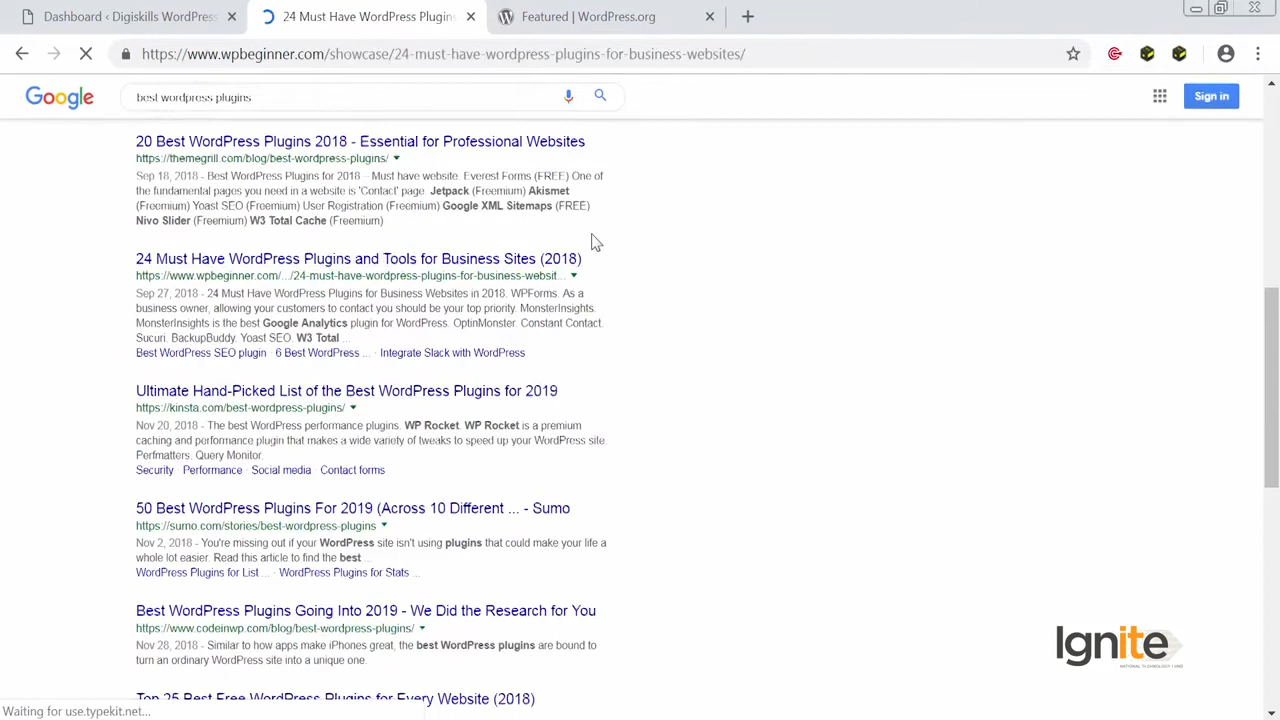 Dashboard ‹ Digiskills WordPress
24 Must Have WordPress Plugins
Featured | WordPress.org
https://www.wpbeginner.com/showcase/24-must-have-wordpress-plugins-for-business-websites/
Google
best wordpress plugins
Sign in
20 Best WordPress Plugins 2018 - Essential for Professional Websites
https://themegrill.com/blog/best-wordpress-plugins/
Sep 18, 2018 - Best WordPress Plugins for 2018 – Must have website. Everest Forms (FREE) One of
the fundamental pages you need in a website is 'Contact' page. Jetpack (Freemium) Akismet
(Freemium) Yoast SEO (Freemium) User Registration (Freemium) Google XML Sitemaps (FREE)
Nivo Slider (Freemium) W3 Total Cache (Freemium)
24 Must Have WordPress Plugins and Tools for Business Sites (2018)
https://www.wpbeginner.com/.../24-must-have-wordpress-plugins-for-business-websit...
Sep 27, 2018 - 24 Must Have WordPress Plugins for Business Websites in 2018. WPForms. As a
business owner, allowing your customers to contact you should be your top priority. MonsterInsights.
MonsterInsights is the best Google Analytics plugin for WordPress. OptinMonster. Constant Contact.
Sucuri. BackupBuddy. Yoast SEO. W3 Total ...
Best WordPress SEO plugin · 6 Best WordPress ... · Integrate Slack with WordPress
Ultimate Hand-Picked List of the Best WordPress Plugins for 2019
https://kinsta.com/best-wordpress-plugins/
Nov 20, 2018 - The best WordPress performance plugins. WP Rocket. WP Rocket is a premium
caching and performance plugin that makes a wide variety of tweaks to speed up your WordPress site.
Perfmatters. Query Monitor.
Security · Performance · Social media · Contact forms
50 Best WordPress Plugins For 2019 (Across 10 Different ... - Sumo
https://sumo.com/stories/best-wordpress-plugins
Nov 2, 2018 - You're missing out if your WordPress site isn't using plugins that could make your life a
whole lot easier. Read this article to find the best ...
WordPress Plugins for List ... · WordPress Plugins for Stats ...
Best WordPress Plugins Going Into 2019 - We Did the Research for You
https://www.codeinwp.com/blog/best-wordpress-plugins/
Nov 28, 2018 - Similar to how apps make iPhones great, the best WordPress plugins are bound to
turn an ordinary WordPress site into a unique one.
Top 25 Best Free WordPress Plugins for Every Website (2018)
Ignite
Waiting for use.typekit.net...